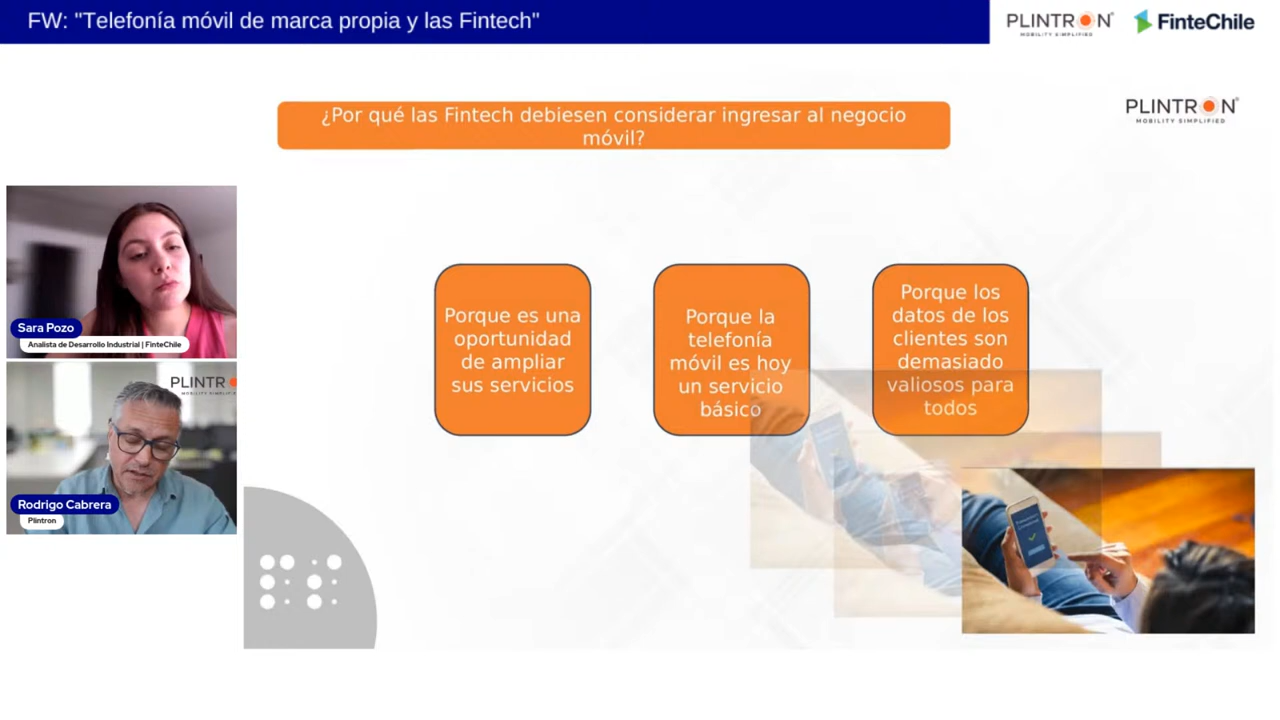 FW: "Telefonía móvil de marca propia y las Fintech"
PLINTRON
MOBILITY SIMPLIFIED
FinteChile
¿Por qué las Fintech debiesen considerar ingresar al negocio
móvil?
PLINTRON
MOBILITY SIMPLIFIED
Sara Pozo
Analista de Desarrollo Industrial | FinteChile
PLINTR
MOBILITY SIMPLIF
Rodrigo Cabrera
Plintron
Porque es una
oportunidad
de ampliar
sus servicios
Porque la
telefonía
móvil es hoy
un servicio
básico
Porque los
datos de los
clientes son
demasiado
valiosos para
todos